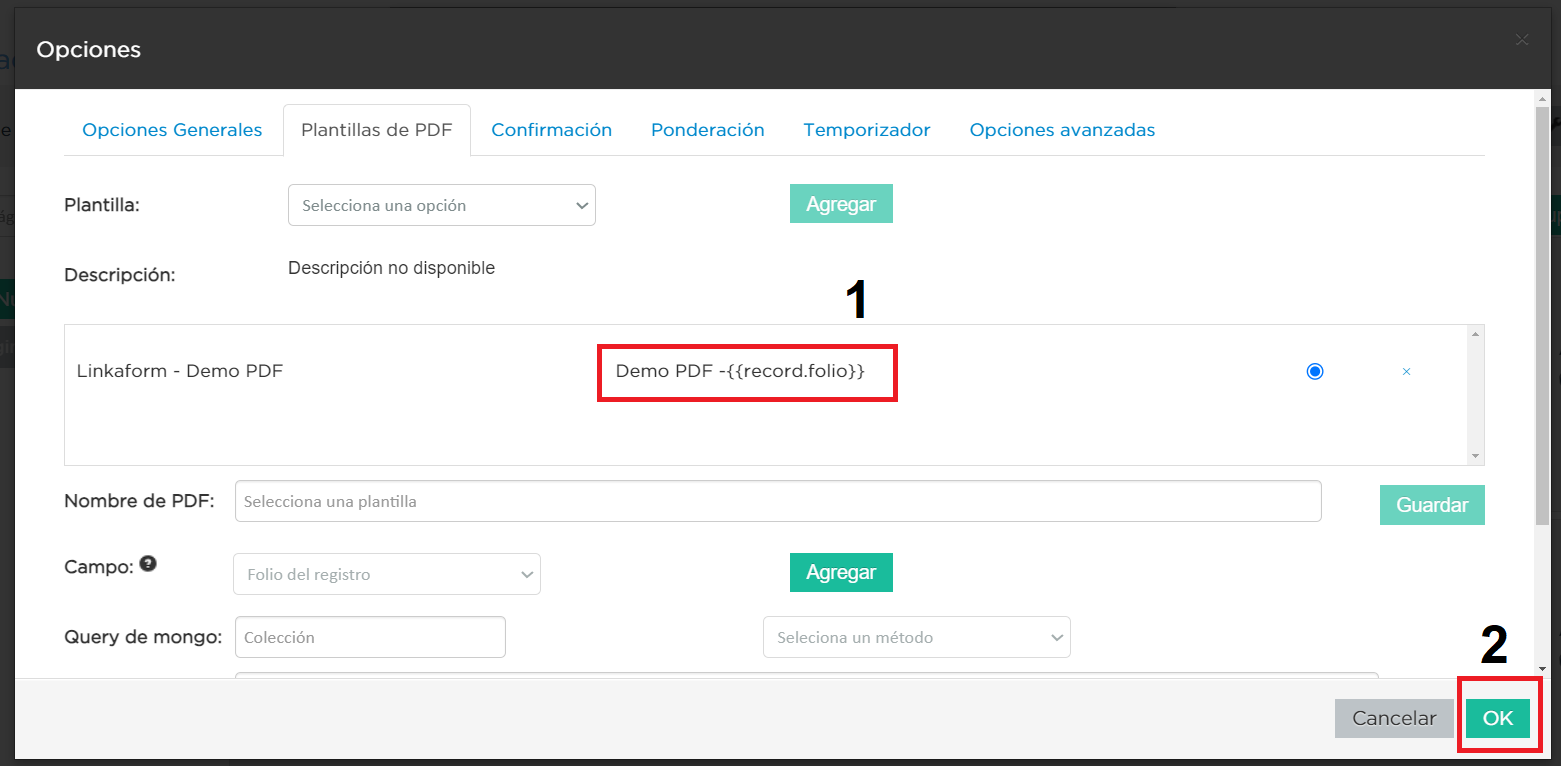 Opciones
Opciones Generales Plantillas de PDF Confirmación Ponderación Temporizador Opciones avanzadas
Plantilla: Selecciona una opción Agregar
Descripción: Descripción no disponible
1
Linkaform - Demo PDF Demo PDF -{{record.folio}} ×
Nombre de PDF: Selecciona una plantilla Guardar
Campo: ? Folio del registro Agregar
Query de mongo: Colección Seleciona un método
2
Cancelar OK